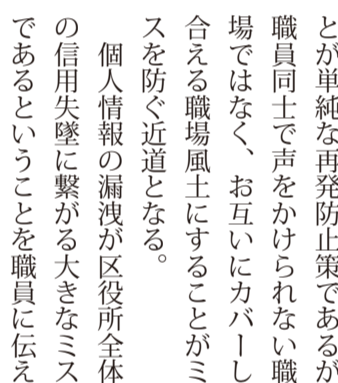 とが単純な再発防止策であるが
職員同士で声をかけられない職
場ではなく、お互いにカバーし
合える職場風土にすることがミ
スを防ぐ近道となる。
個人情報の漏洩が区役所全体
の信用失墜に繋がる大きなミス
であるということを職員に伝え